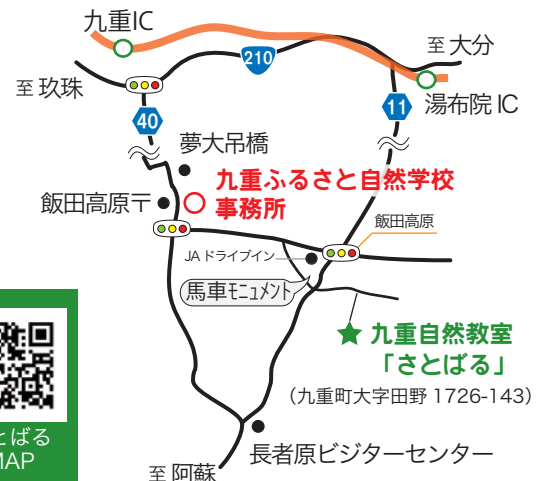 九重IC
至 大分
210
至 玖珠
湯布院 IC
11
40
夢大吊橋
九重ふるさと自然学校
事務所
飯田高原〒
飯田高原
JA ドライブイン
馬車モニュメント
九重自然教室
「さとばる」
（九重町大字田野 1726-143）
とばる
MAP
長者原ビジターセンター
至 阿蘇